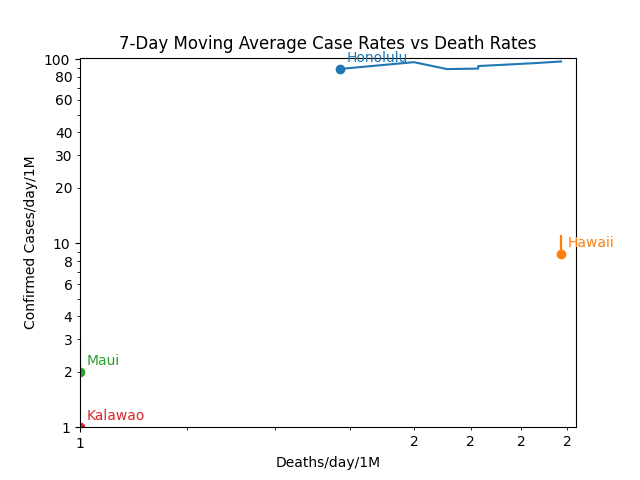 7-Day Moving Average Case Rates vs Death Rates
Honolulu
Hawaii
Maui
Kalawao
Confirmed Cases/day/1M
100
80
60
40
30
20
10
8
6
4
3
2
1
1
2
2
2
2
Deaths/day/1M